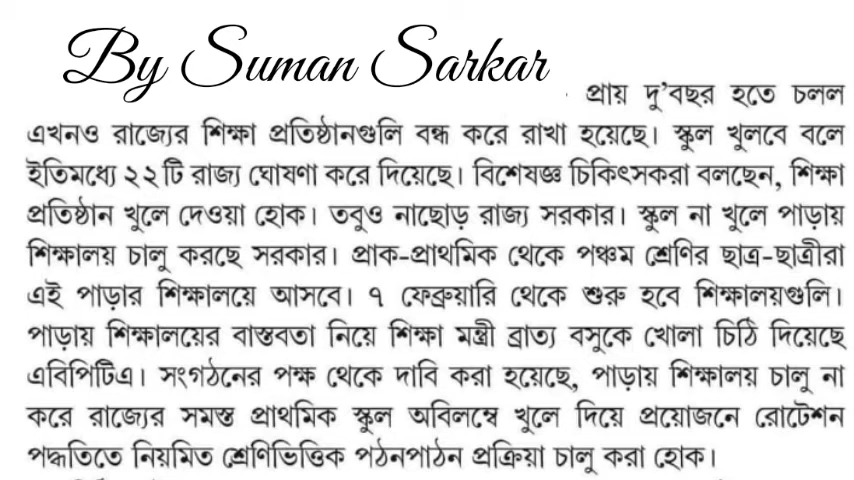 By Suman Sarkar
প্রায় দু'বছর হতে চলল
এখনও রাজ্যের শিক্ষা প্রতিষ্ঠানগুলি বন্ধ করে রাখা হয়েছে। স্কুল খুলবে বলে
ইতিমধ্যে ২২টি রাজ্য ঘোষণা করে দিয়েছে। বিশেষজ্ঞ চিকিৎসকরা বলছেন, শিক্ষা
প্রতিষ্ঠান খুলে দেওয়া হোক। তবুও নাছোড় রাজ্য সরকার। স্কুল না খুলে পাড়ায়
শিক্ষালয় চালু করছে সরকার। প্রাক-প্রাথমিক থেকে পঞ্চম শ্রেণির ছাত্র-ছাত্রীরা
এই পাড়ার শিক্ষালয়ে আসবে। ৭ ফেব্রুয়ারি থেকে শুরু হবে শিক্ষালয়গুলি।
পাড়ায় শিক্ষালয়ের বাস্তবতা নিয়ে শিক্ষা মন্ত্রী ব্রাত্য বসুকে খোলা চিঠি দিয়েছে
এবিপিটিএ। সংগঠনের পক্ষ থেকে দাবি করা হয়েছে, পাড়ায় শিক্ষালয় চালু না
করে রাজ্যের সমস্ত প্রাথমিক স্কুল অবিলম্বে খুলে দিয়ে প্রয়োজনে রোটেশন
পদ্ধতিতে নিয়মিত শ্রেণিভিত্তিক পঠনপাঠন প্রক্রিয়া চালু করা হোক।